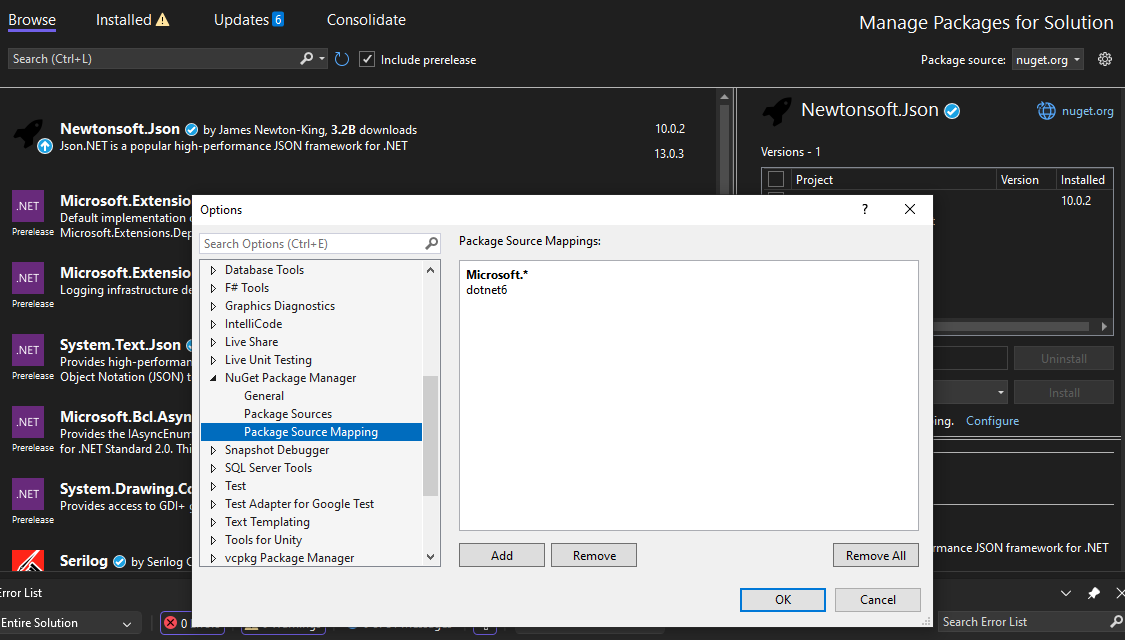 Browse Installed Updates 6 Consolidate
Manage Packages for Solution
Search (Ctrl+L) Include prerelease
Package source: nuget.org
Newtonsoft.Json by James Newton-King, 3.2B downloads 10.0.2
Json.NET is a popular high-performance JSON framework for .NET
13.0.3
.NET
Prerelease
Microsoft.Extensio
Default implementation
Microsoft.Extensions.Dep
.NET
Prerelease
Microsoft.Extensio
Logging infrastructure de
.NET
Prerelease
System.Text.Json
Provides high-performan
Object Notation (JSON) t
.NET
Prerelease
Microsoft.Bcl.Asyn
Provides the IAsyncEnum
for .NET Standard 2.0. Thi
.NET
Prerelease
System.Drawing.Co
Provides access to GDI+
Serilog by Serilog C
Newtonsoft.Json nuget.org
Versions - 1
Project Version Installed
10.0.2
Uninstall
Install
ing. Configure
rmance JSON framework for .NET
Options ?
Search Options (Ctrl+E)
Database Tools
F# Tools
Graphics Diagnostics
IntelliCode
Live Share
Live Unit Testing
NuGet Package Manager
General
Package Sources
Package Source Mapping
Snapshot Debugger
SQL Server Tools
Test
Test Adapter for Google Test
Text Templating
Tools for Unity
vcpkg Package Manager
Package Source Mappings:
Microsoft.*
dotnet6
Add Remove Remove All
OK Cancel
Error List
Entire Solution 0
Search Error List